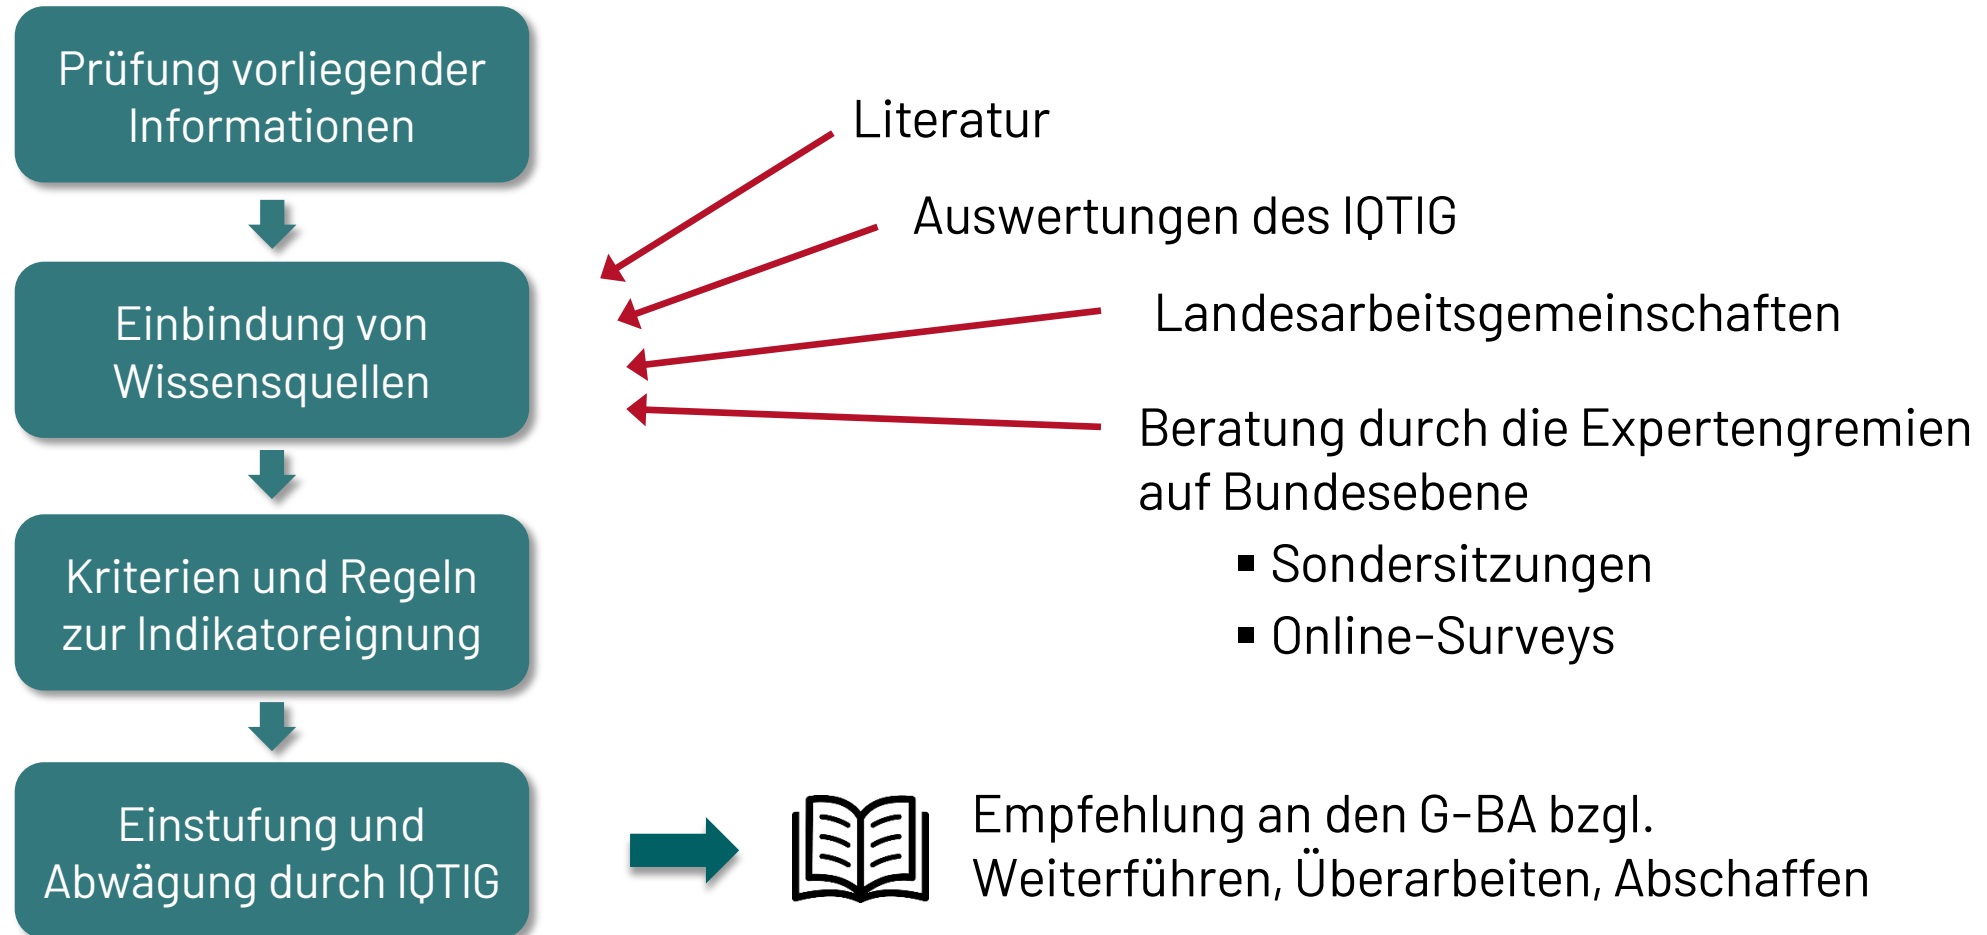 Prüfung vorliegender
Informationen
Literatur
Auswertungen des IQTIG
Einbindung von
Wissensquellen
Landesarbeitsgemeinschaften
Beratung durch die Expertengremien
auf Bundesebene
▪ Sondersitzungen
▪ Online-Surveys
Kriterien und Regeln
zur Indikatoreignung
Einstufung und
Abwägung durch IQTIG
Empfehlung an den G-BA bzgl.
Weiterführen, Überarbeiten, Abschaffen